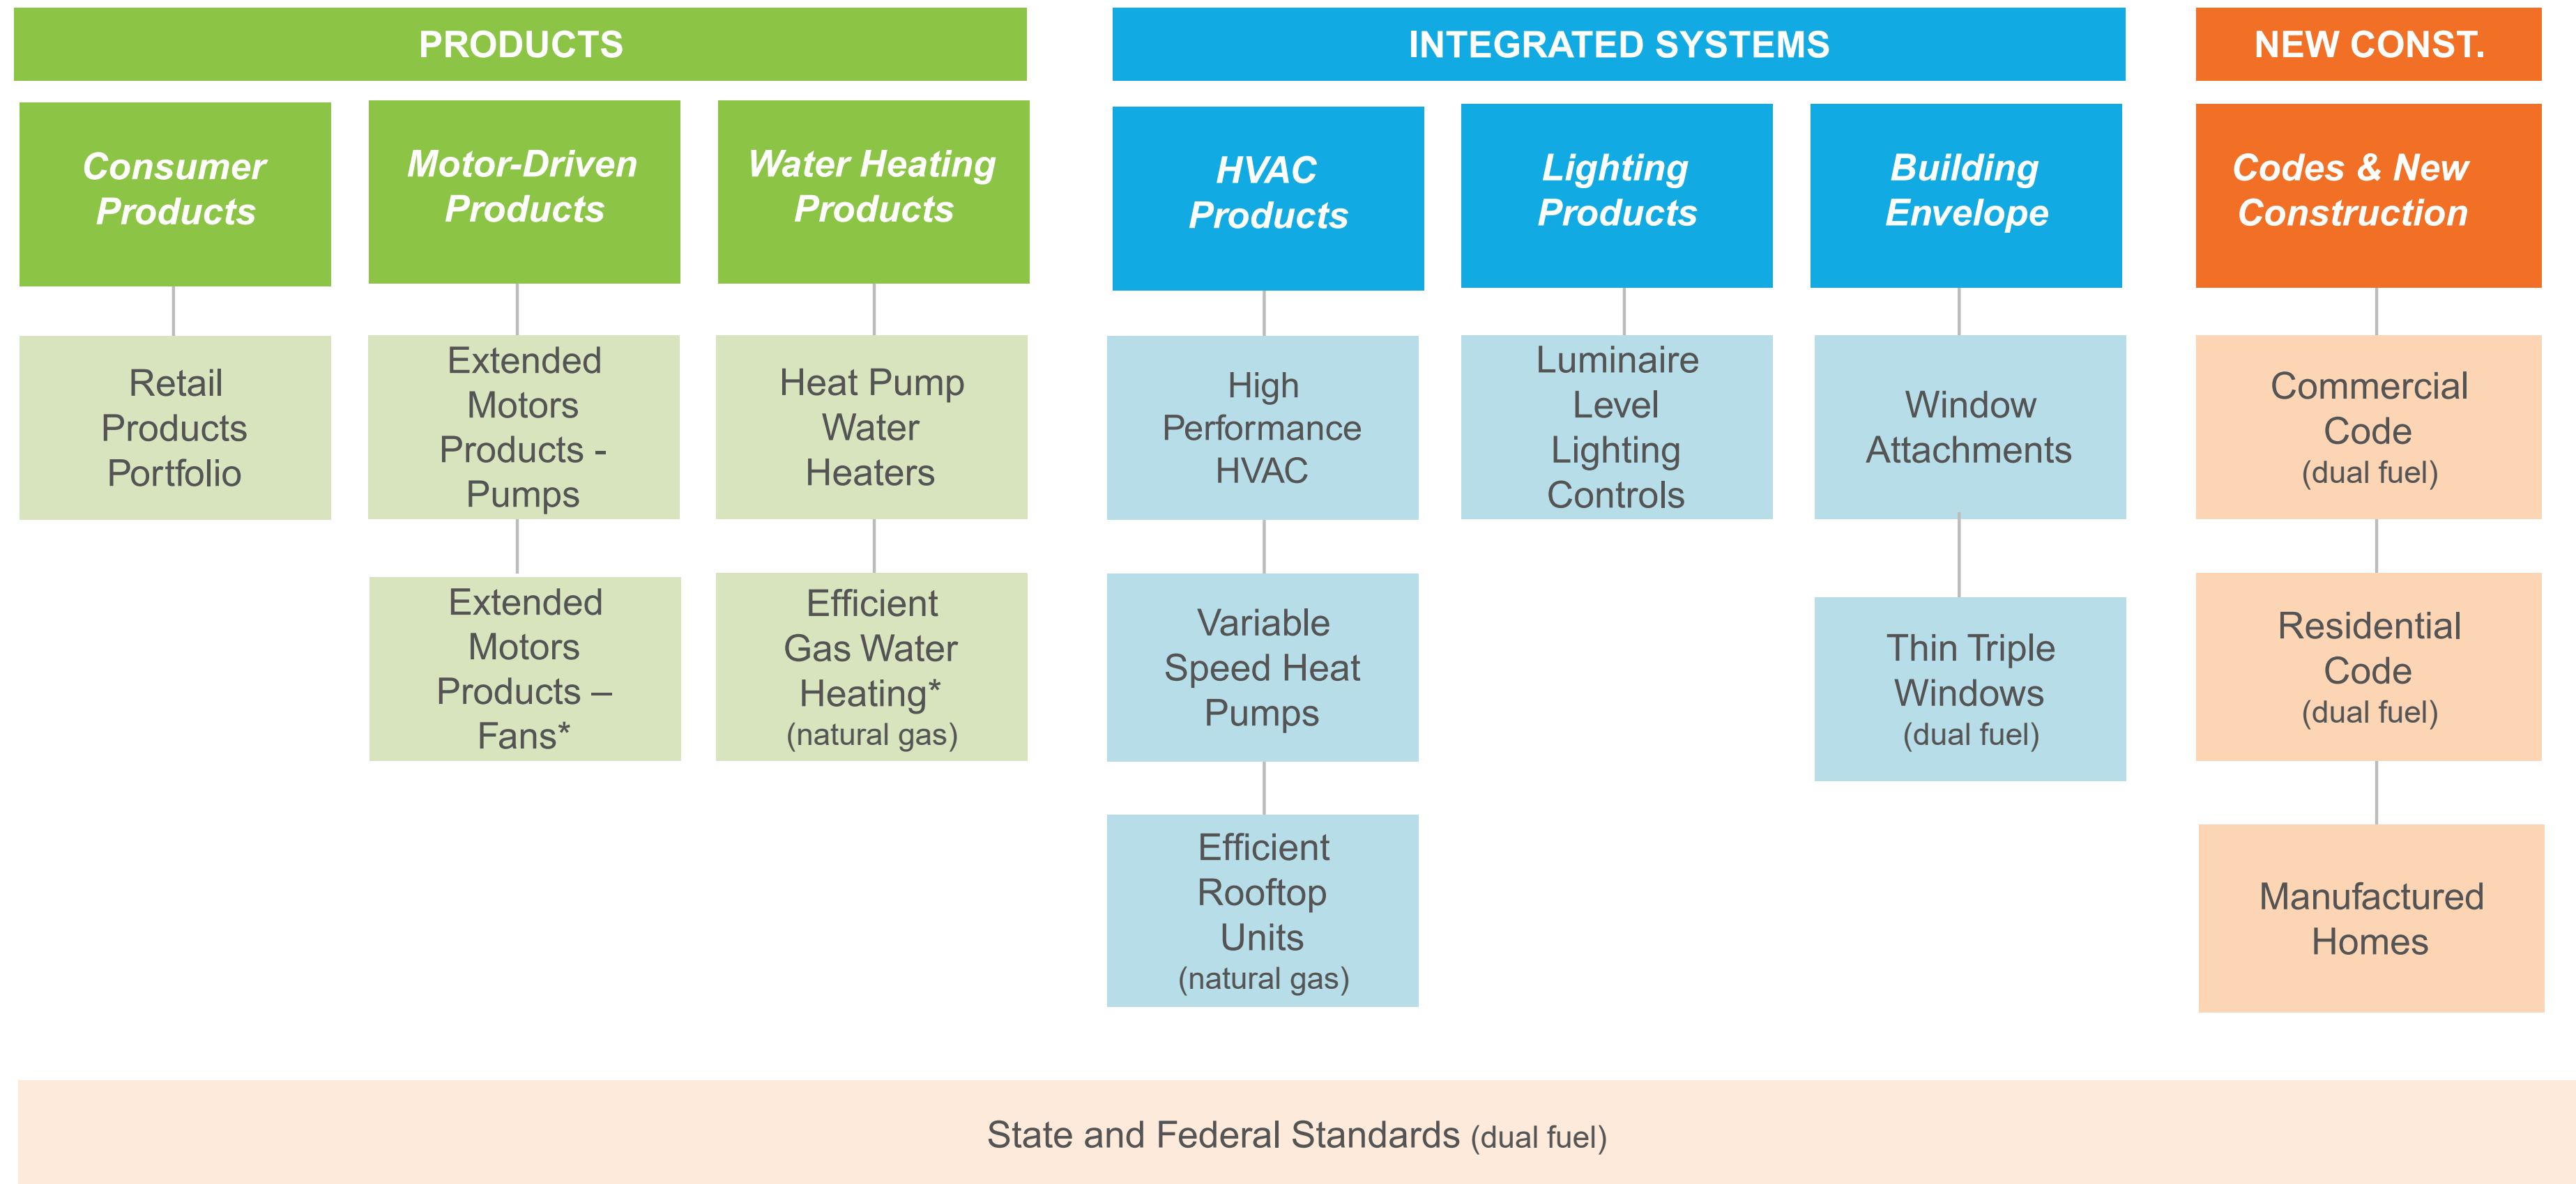 PRODUCTS
Consumer
Products
Retail
Products
Portfolio
Motor-Driven
Products
Extended
Motors
Products -
Pumps
Extended
Motors
Products –
Fans*
Water Heating
Products
Heat Pump
Water
Heaters
Efficient
Gas Water
Heating*
(natural gas)
INTEGRATED SYSTEMS
HVAC
Products
High
Performance
HVAC
Variable
Speed Heat
Pumps
Efficient
Rooftop
Units
(natural gas)
Lighting
Products
Luminaire
Level
Lighting
Controls
Building
Envelope
Window
Attachments
Thin Triple
Windows
(dual fuel)
NEW CONST.
Codes & New
Construction
Commercial
Code
(dual fuel)
Residential
Code
(dual fuel)
Manufactured
Homes
State and Federal Standards (dual fuel)